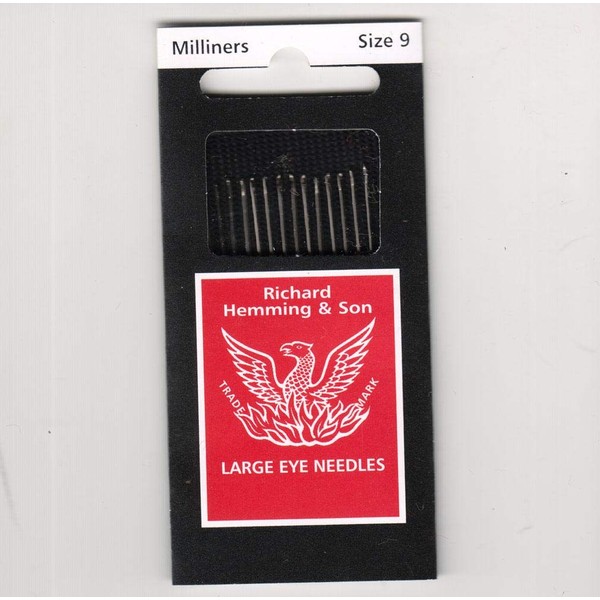 Milliners Size 9
Richard
Hemming & Son
TRADE MARK
LARGE EYE NEEDLES